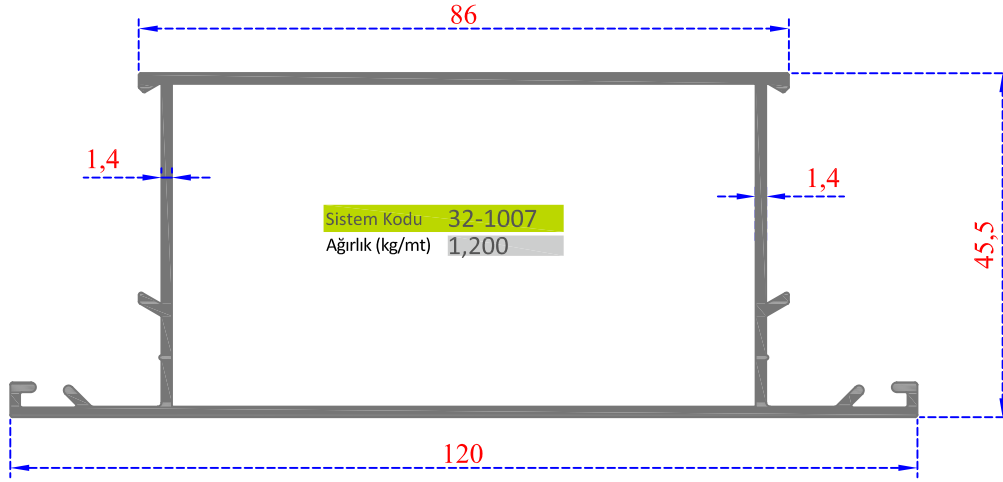 86
1,4
1,4
Sistem Kodu 32-1007
Ağırlık (kg/mt) 1,200
45,5
120